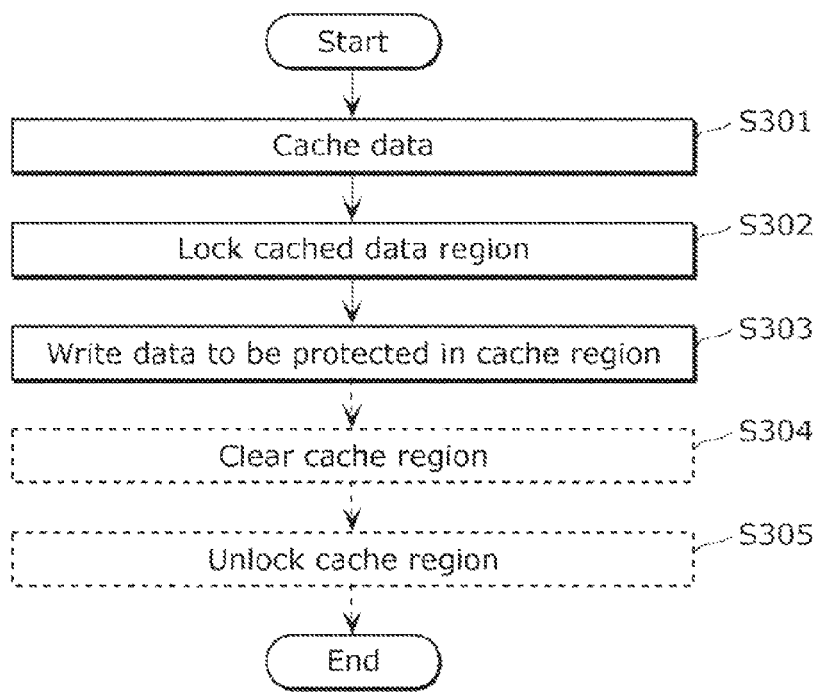 Start
Cache data
S301
Lock cached data region
S302
Write data to be protected in cache region
S303
Clear cache region
S304
Unlock cache region
S305
End